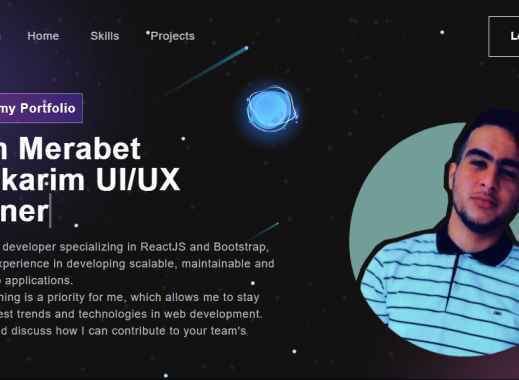 Home Skills Projects
my Portfolio
Merabet
karim UI/UX
ner
developer specializing in ReactJS and Bootstrap,
xperience in developing scalable, maintainable and
applications.
ning is a priority for me, which allows me to stay
est trends and technologies in web development.
d discuss how I can contribute to your team's